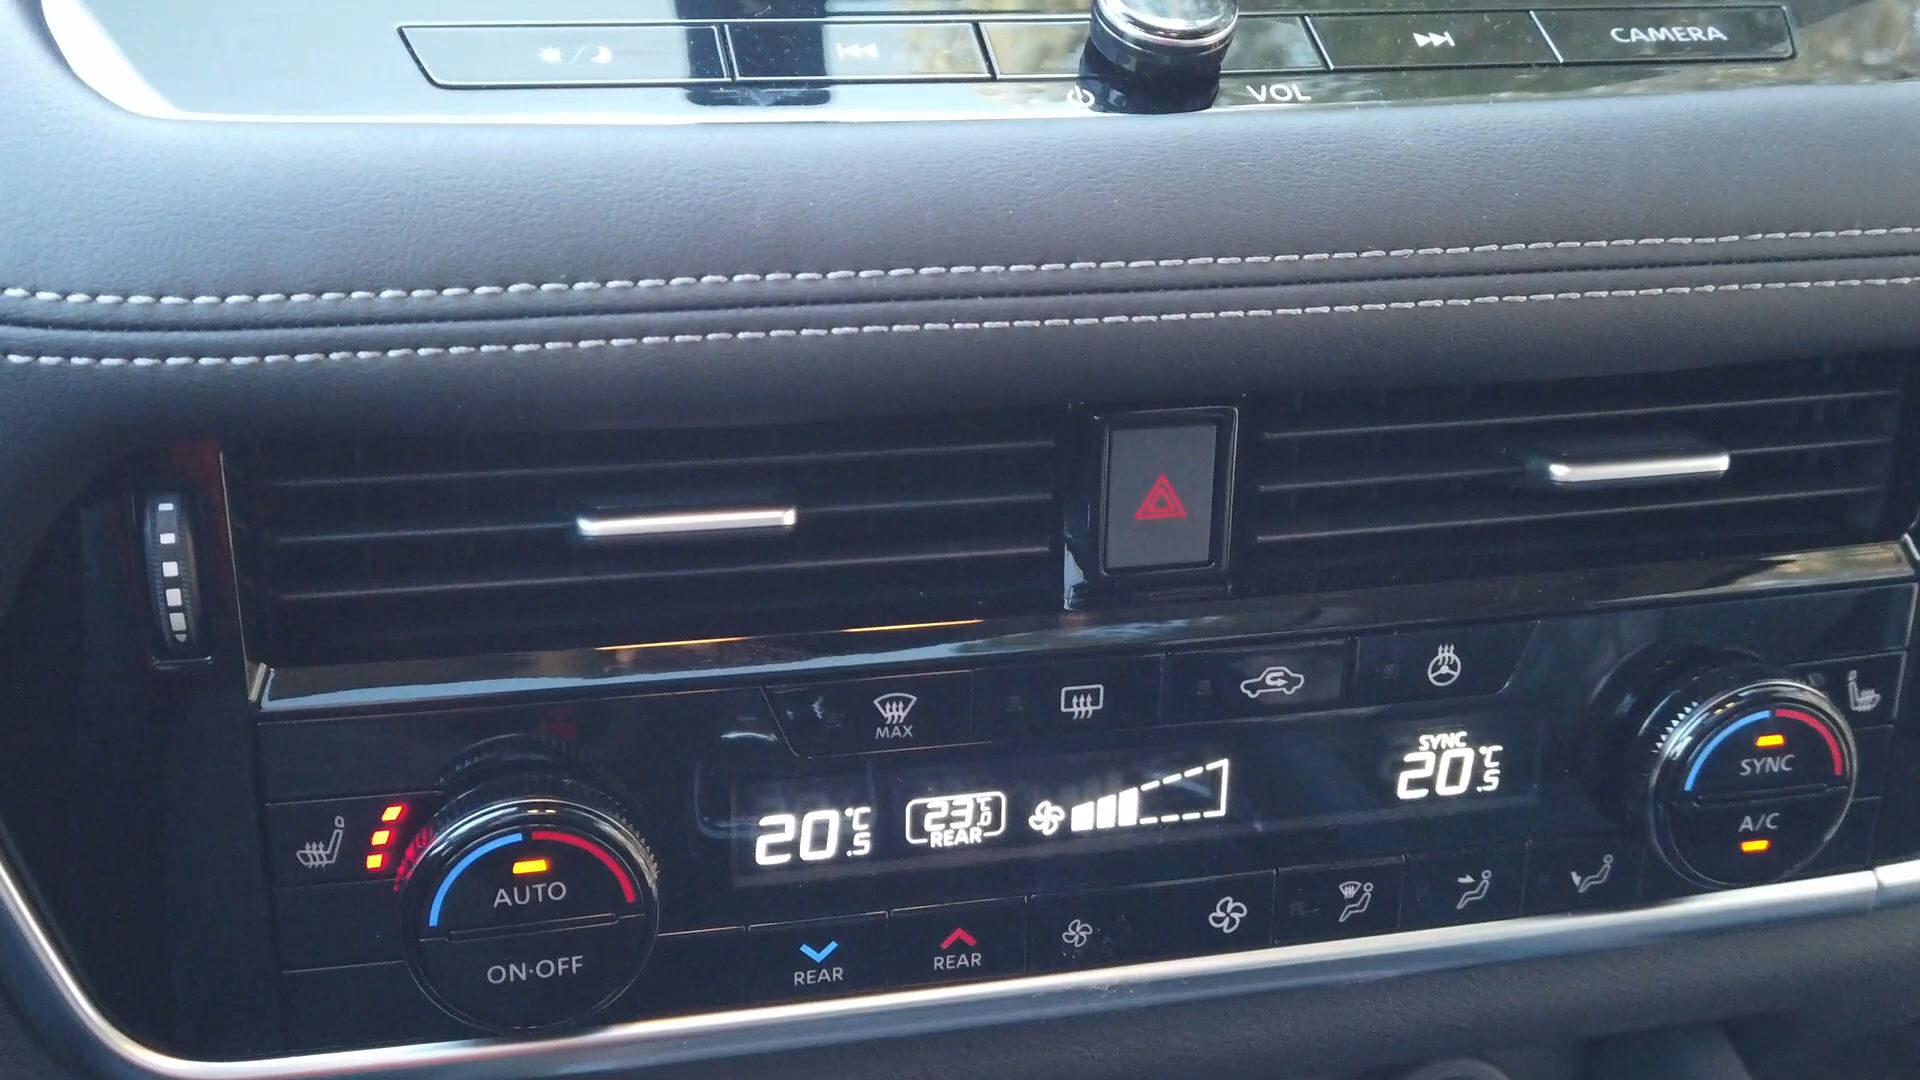 CAMERA
VOL
MAX
SYNC
20.5°C
23.0°C
REAR
20.5°C
SYNC
A/C
AUTO
ON·OFF
REAR
REAR